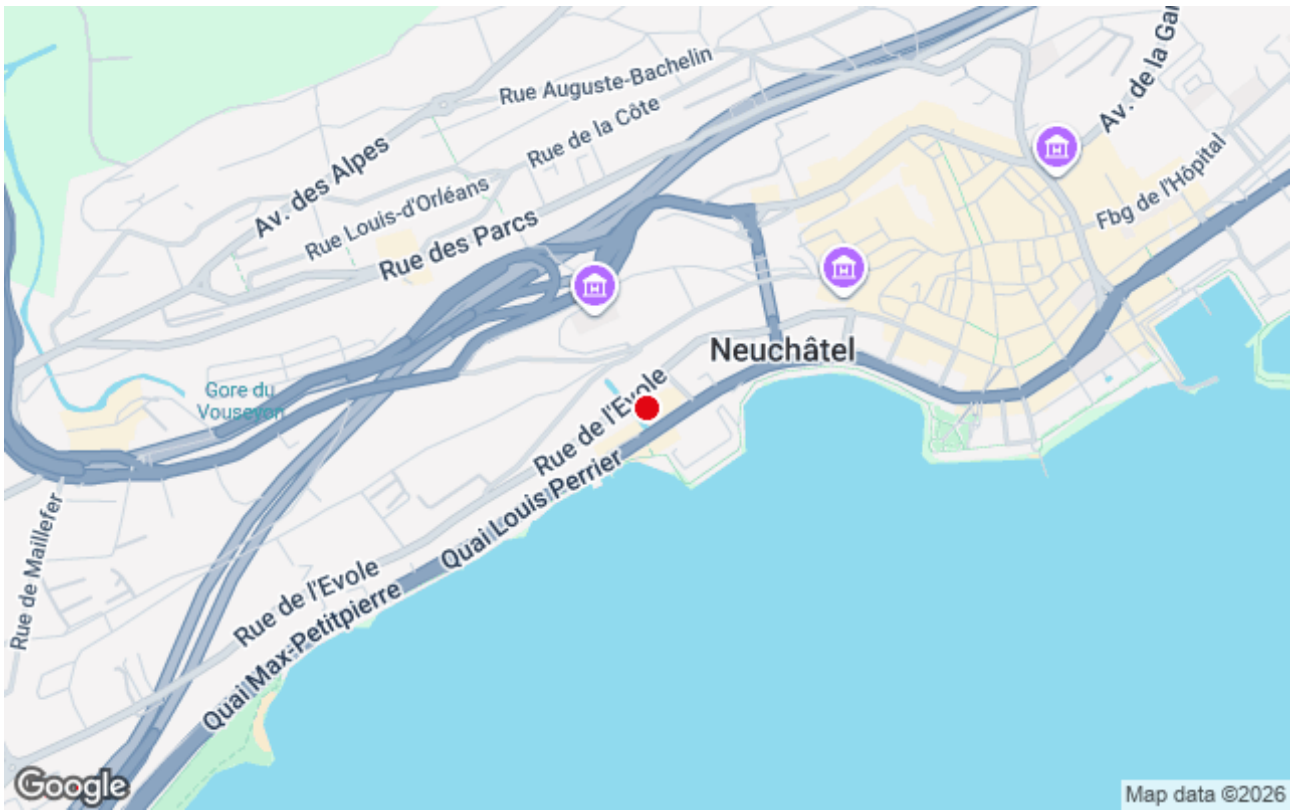 Rue Auguste-Bachelin
Av. de la Gar
Rue de la Côte
Av. des Alpes
Rue Louis-d'Orléans
Fbg de l'Hôpital
Rue des Parcs
Neuchâtel
Gore du
Vouseyon
Rue de l'Evole
Quai Louis Perrier
Rue de Maillefer
Rue de l'Evole
Quai Max-Petitpierre
Google
Map data ©2026